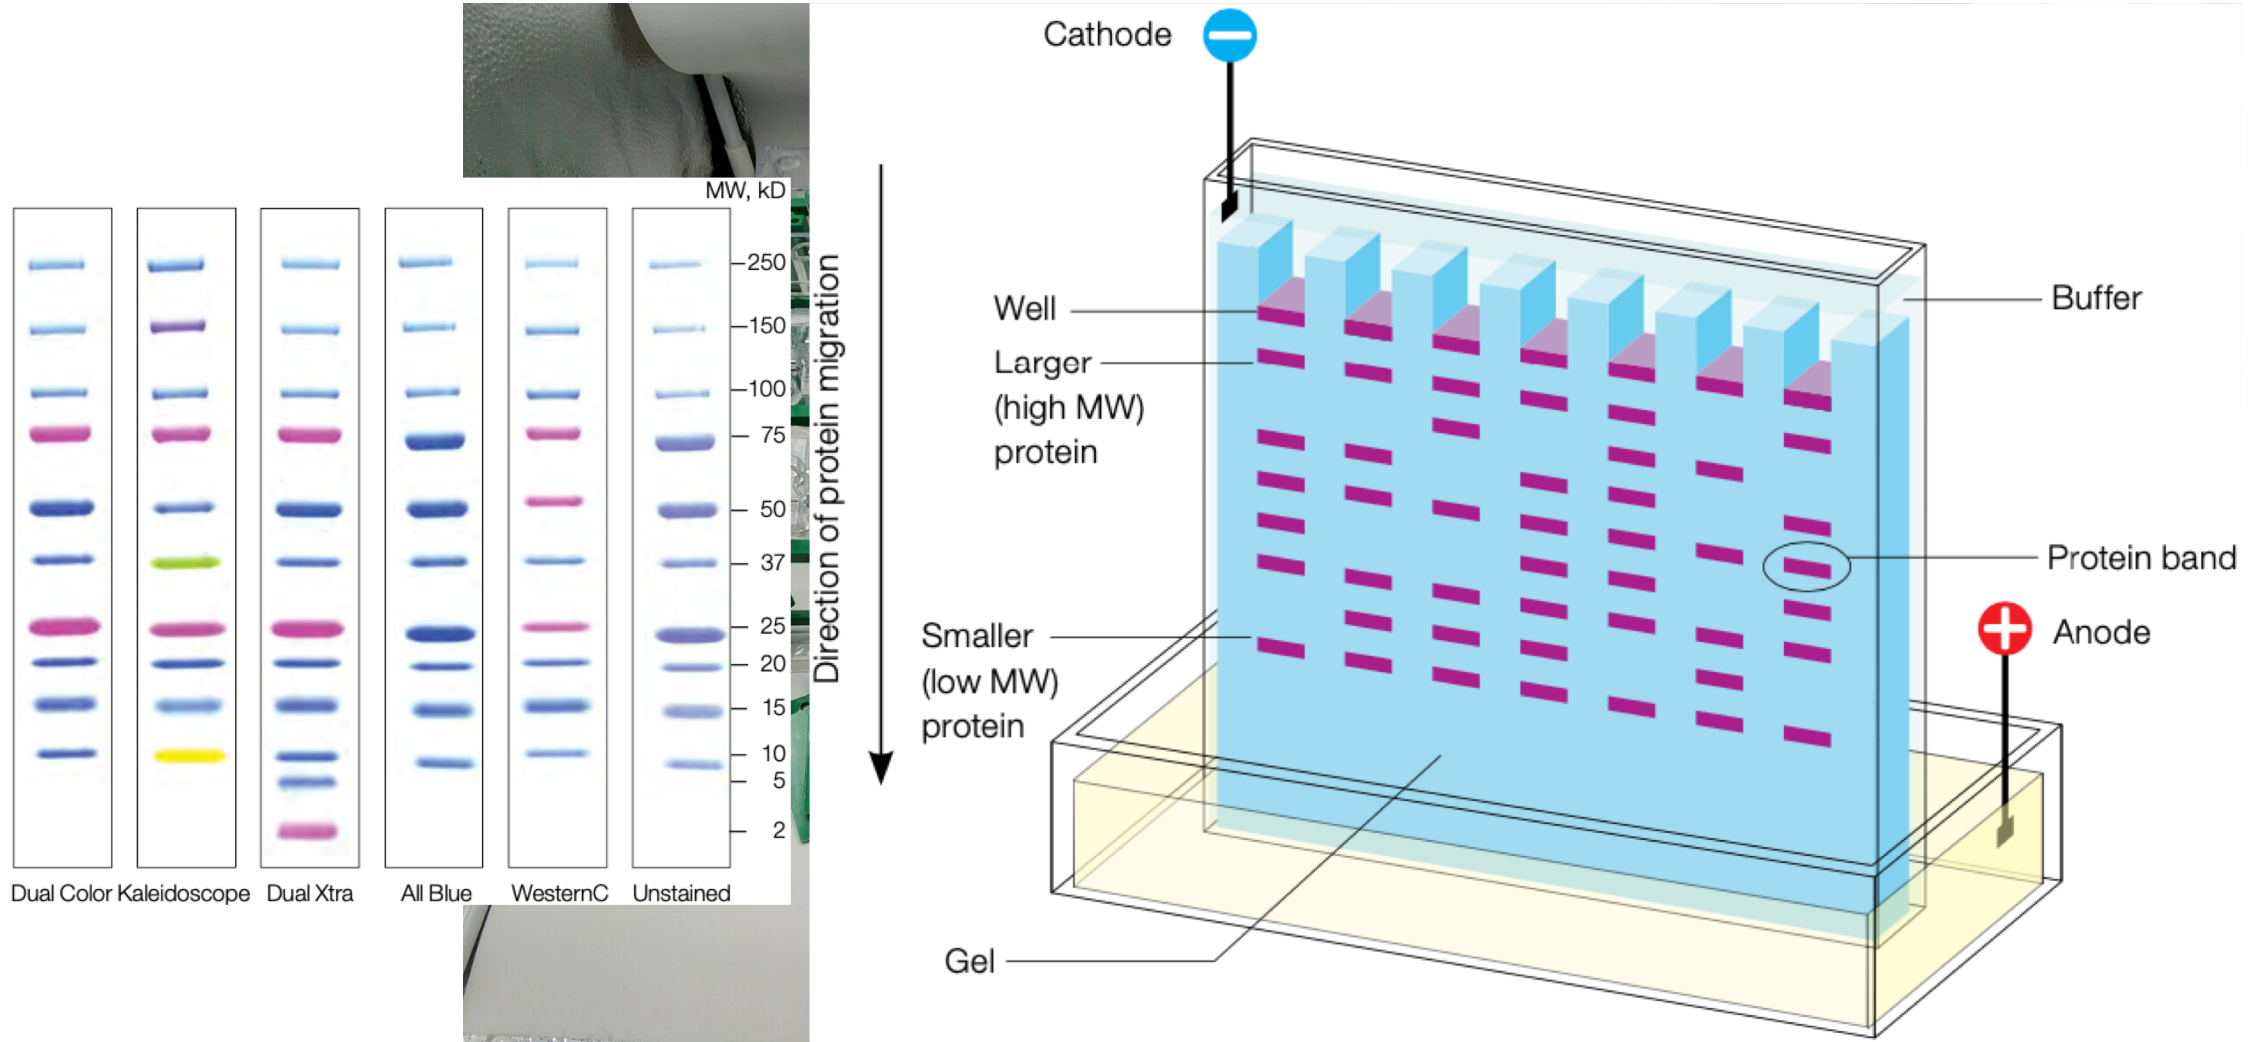 MW, kD
250
150
100
75
50
37
25
20
15
10
5
2
Dual Color
Kaleidoscope
Dual Xtra
All Blue
WesternC
Unstained
Direction of protein migration
Cathode
Well
Larger
(high MW)
protein
Smaller
(low MW)
protein
Gel
Buffer
Protein band
Anode